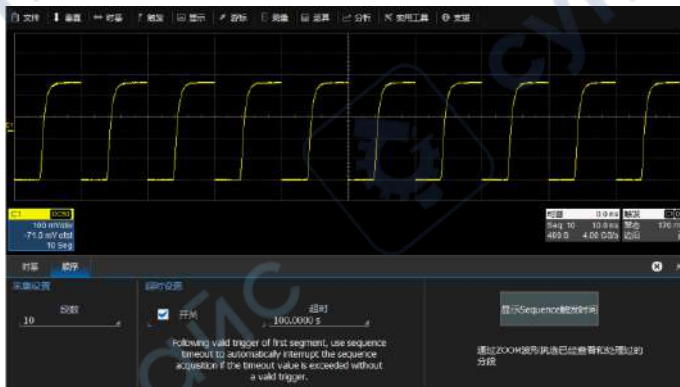 文件 垂直 时基 触发 显示 游标 测量 运算 分析 实用工具 支援
C1
C1 DC50
100 mV/div
-71.0 mV ofst
10 Seg
时基 0.0 ns 触发
Seq 10 10.0 ns
400 S 4.00 GS/s 边沿
时基 顺序
采集设置 超时设置
段数
10
开关
超时
100.0000 s
显示Sequence触发时间
Following valid trigger of first segment, use sequence
timeout to automatically interrupt the sequence
acquisition if the timeout value is exceeded without
a valid trigger.
通过ZOOM波形挑选已经查看和处理过的
分段